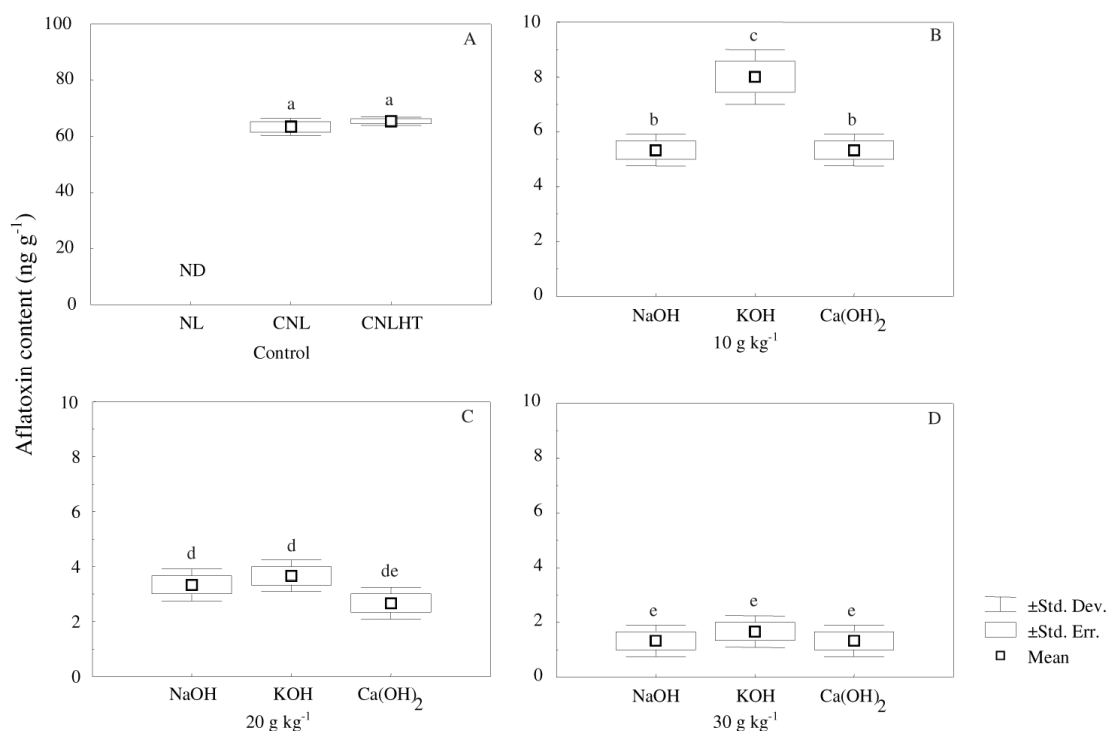 Aflatoxin content (ng g⁻¹)
A
100
80
60
40
20
0
a
a
ND
NL
CNL
CNLHT
Control
B
10
8
6
4
2
0
b
c
b
NaOH
KOH
Ca(OH)₂
10 g kg⁻¹
C
10
8
6
4
2
0
d
d
de
NaOH
KOH
Ca(OH)₂
20 g kg⁻¹
D
10
8
6
4
2
0
e
e
e
NaOH
KOH
Ca(OH)₂
30 g kg⁻¹
±Std. Dev.
±Std. Err.
Mean